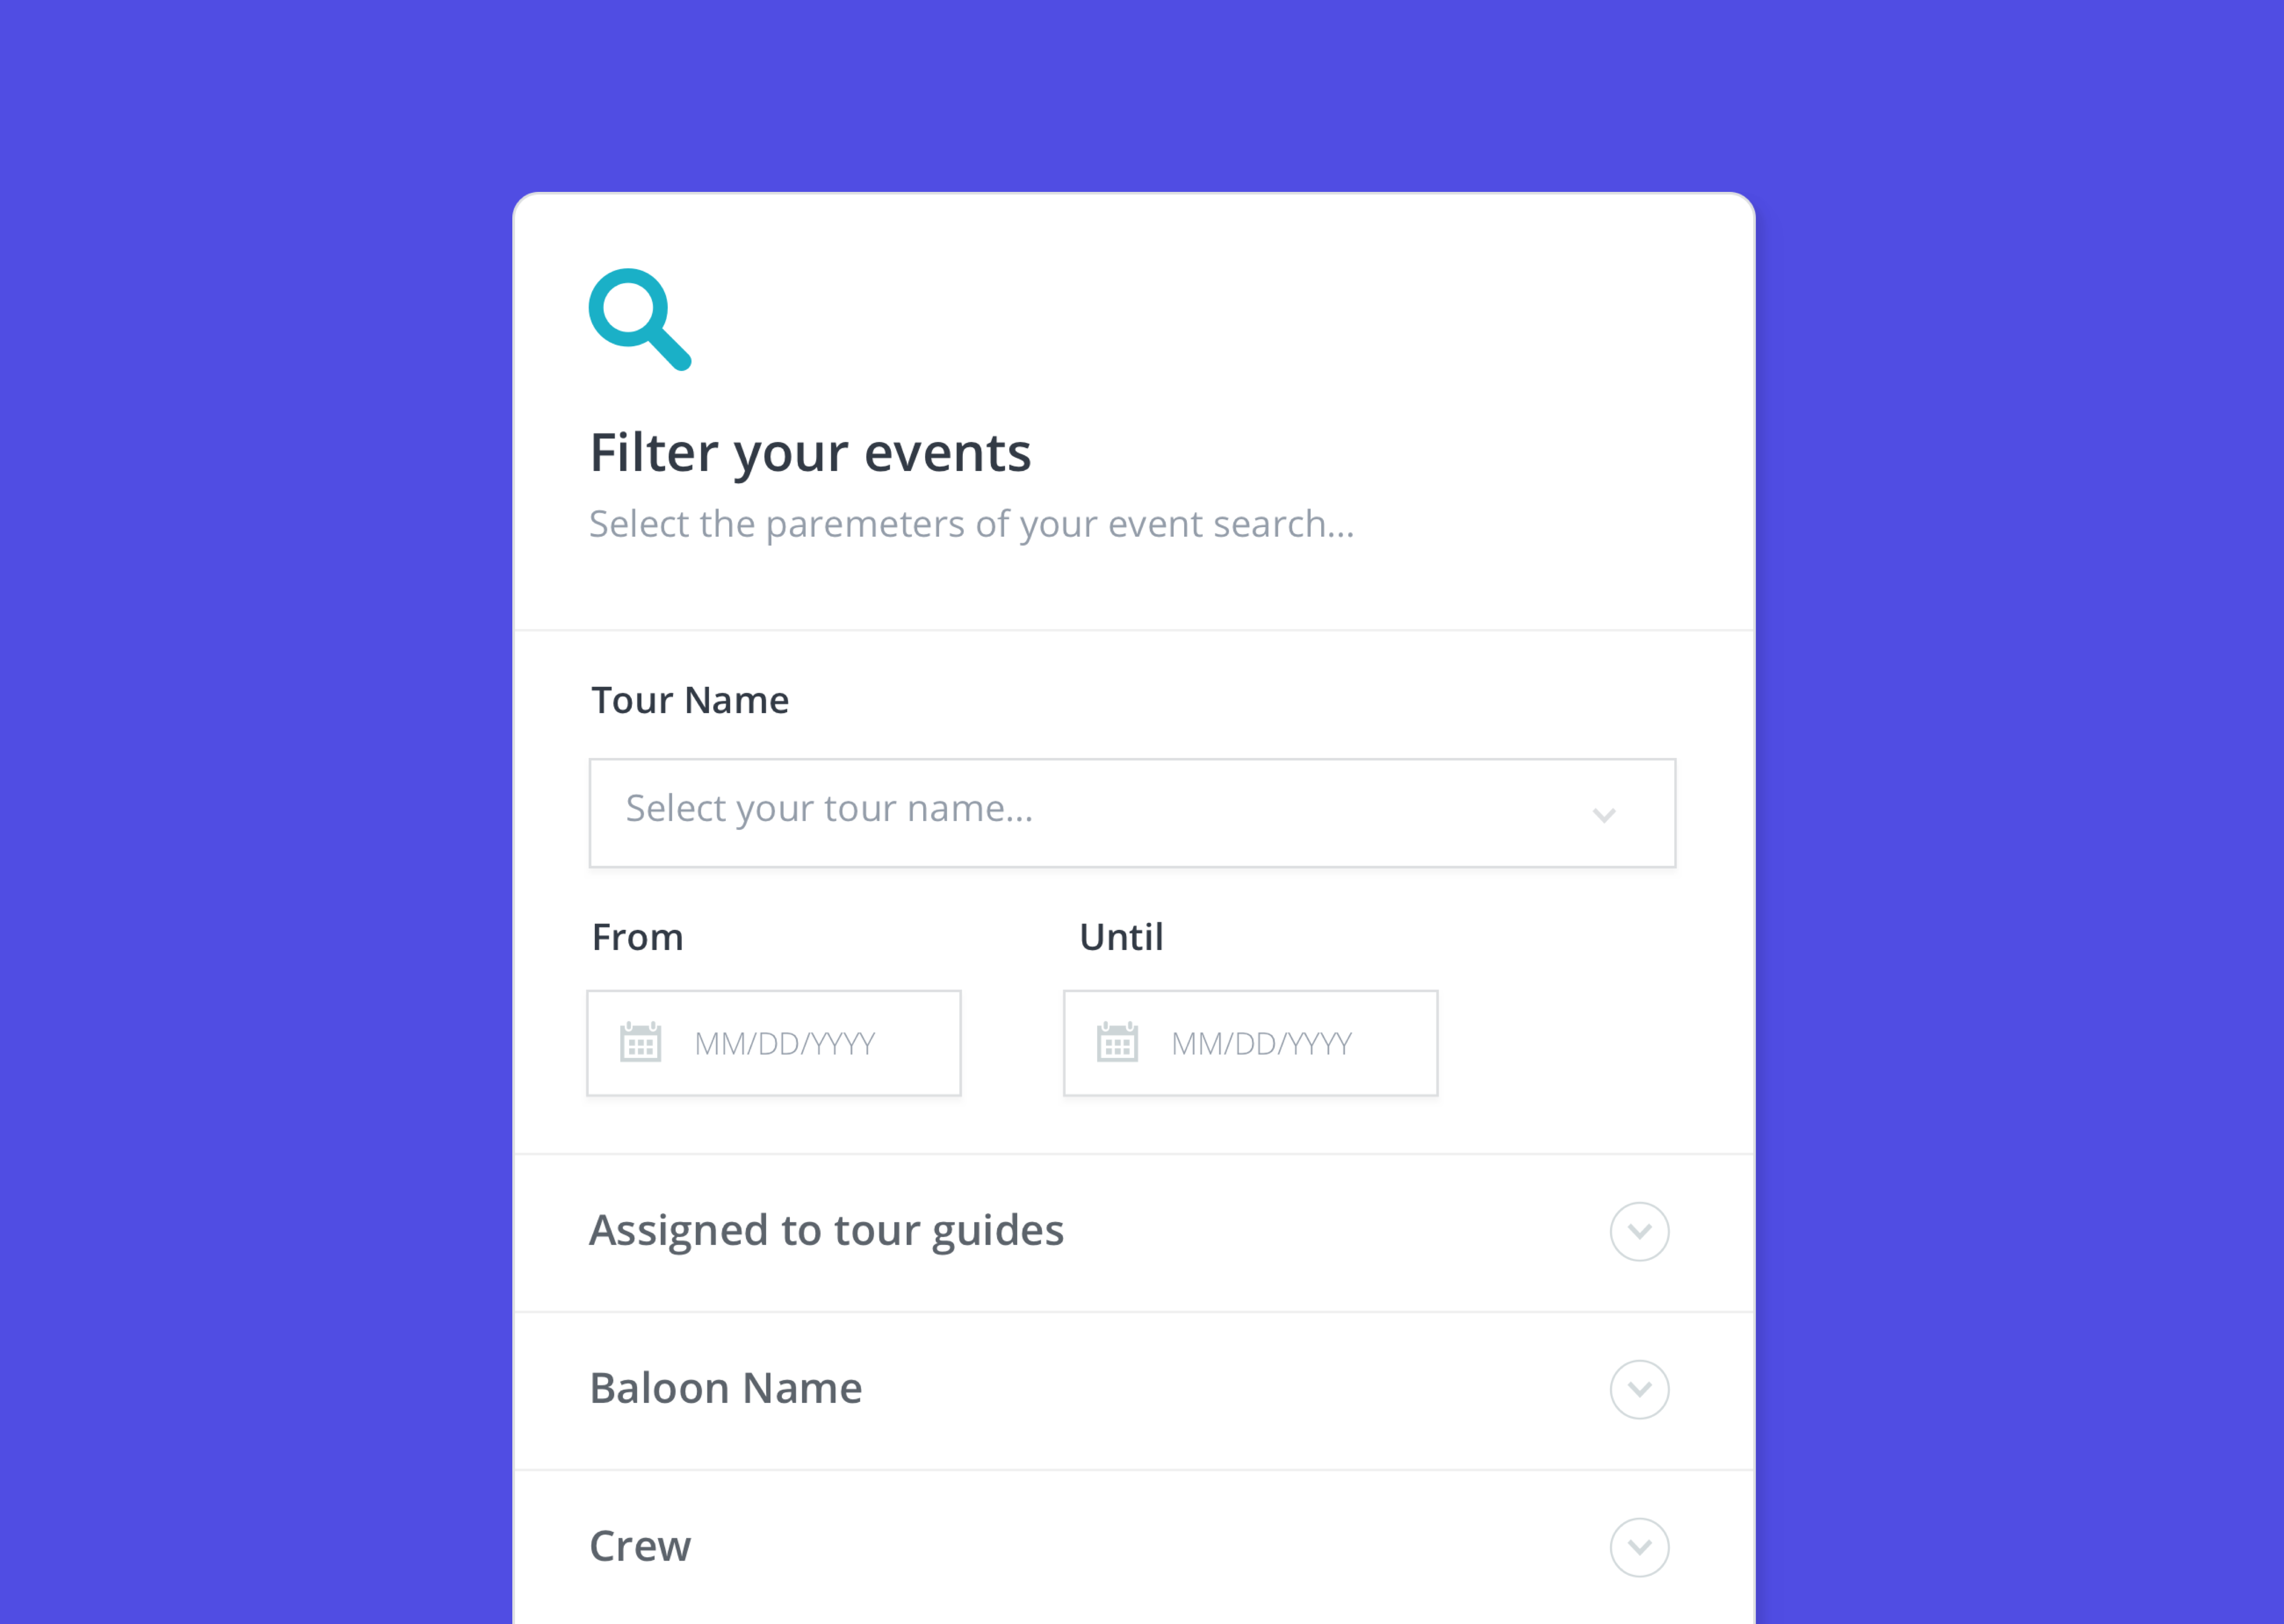 Filter your events
Select the paremeters of your event search...
Tour Name
Select your tour name...
From Until
MM/DD/YYYY MM/DD/YYYY
Assigned to tour guides
Baloon Name
Crew